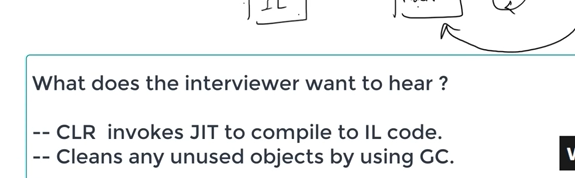 IL
What does the interviewer want to hear ?
-- CLR invokes JIT to compile to IL code.
-- Cleans any unused objects by using GC.